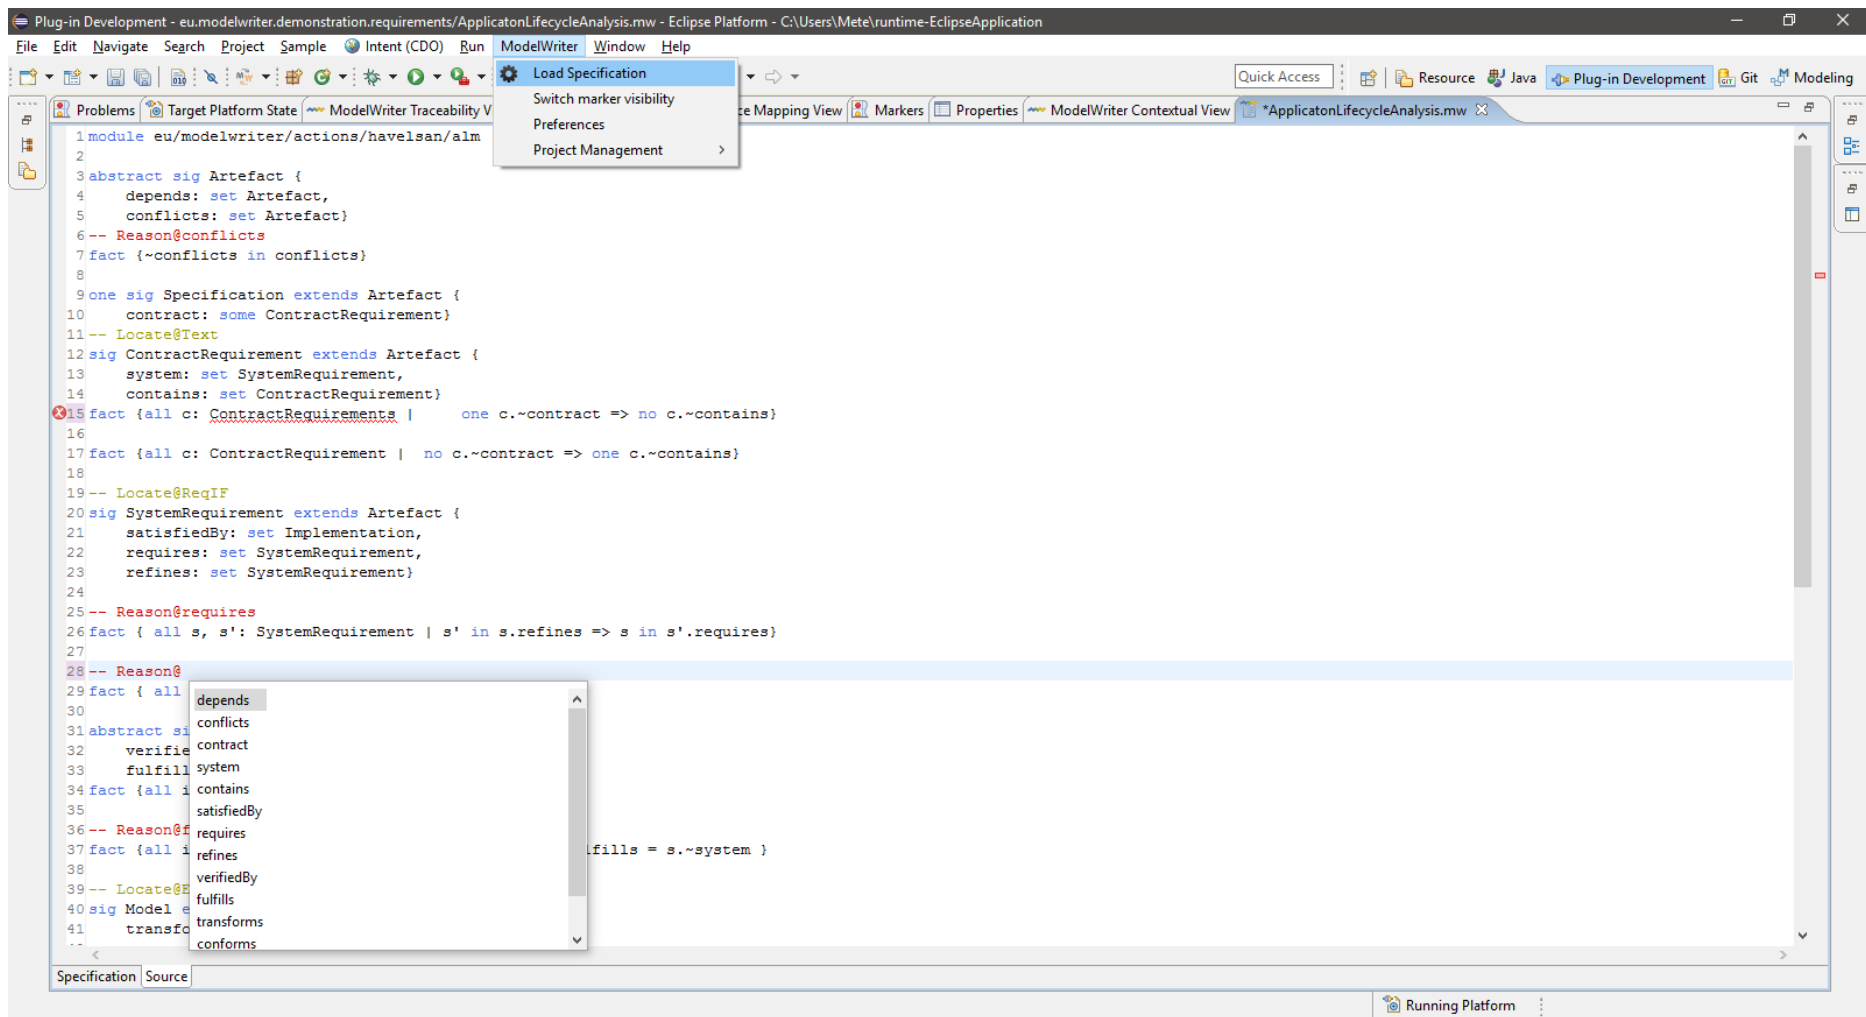 Plug-in Development - eu.modelwriter.demonstration.requirements/ApplicatonLifecycleAnalysis.mw - Eclipse Platform - C:\Users\Mete\runtime-EclipseApplication
File Edit Navigate Search Project Sample Intent (CDO) Run ModelWriter Window Help
Load Specification
Switch marker visibility
Preferences
Project Management
Quick Access Resource Java Plug-in Development Git Modeling
Problems Target Platform State ModelWriter Traceability V ce Mapping View Markers Properties ModelWriter Contextual View *ApplicatonLifecycleAnalysis.mw
1 module eu/modelwriter/actions/havelsan/alm
2
3 abstract sig Artefact {
4 depends: set Artefact,
5 conflicts: set Artefact}
6 -- Reason@conflicts
7 fact {~conflicts in conflicts}
8
9 one sig Specification extends Artefact {
10 contract: some ContractRequirement}
11 -- Locate@Text
12 sig ContractRequirement extends Artefact {
13 system: set SystemRequirement,
14 contains: set ContractRequirement}
15 fact {all c: ContractRequirements | one c.~contract => no c.~contains}
16
17 fact {all c: ContractRequirement | no c.~contract => one c.~contains}
18
19 -- Locate@ReqIF
20 sig SystemRequirement extends Artefact {
21 satisfiedBy: set Implementation,
22 requires: set SystemRequirement,
23 refines: set SystemRequirement}
24
25 -- Reason@requires
26 fact { all s, s': SystemRequirement | s' in s.refines => s in s'.requires}
27
28 -- Reason@
29 fact { all
30
31 abstract si
32 verifie
33 fulfill
34 fact {all i
35
36 -- Reason@f
37 fact {all i lfills = s.~system }
38
39 -- Locate@E
40 sig Model e
41 transfo
depends
conflicts
contract
system
contains
satisfiedBy
requires
refines
verifiedBy
fulfills
transforms
conforms
Specification Source
Running Platform